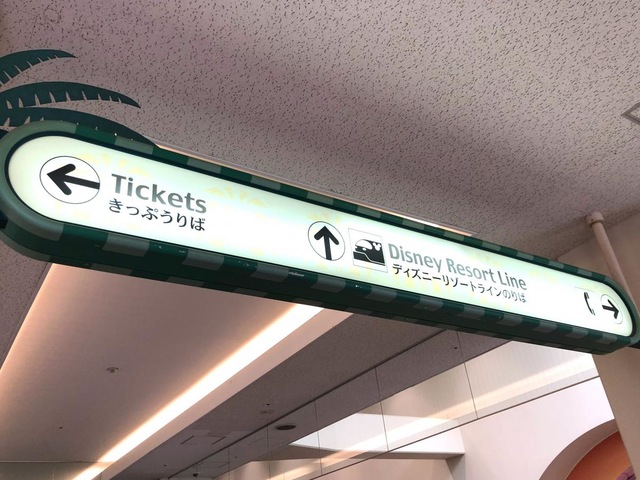 Tickets
きっぷうりば
Disney Resort Line
ディズニーリゾートラインのりば